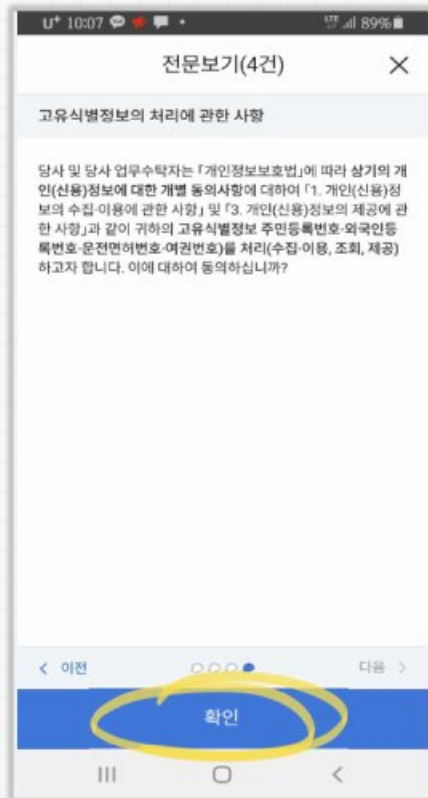 U⁺ 10:07
LTE 89%
전문보기(4건)
고유식별정보의 처리에 관한 사항
당사 및 당사 업무수탁자는 「개인정보보호법」에 따라 상기의 개
인(신용)정보에 대한 개별 동의사항에 대하여 「1. 개인(신용)정
보의 수집·이용에 관한 사항」 및 「3. 개인(신용)정보의 제공에 관
한 사항」과 같이 귀하의 고유식별정보 주민등록번호·외국인등
록번호·운전면허번호·여권번호)를 처리(수집·이용, 조회, 제공)
하고자 합니다. 이에 대하여 동의하십니까?
이전
다음
확인